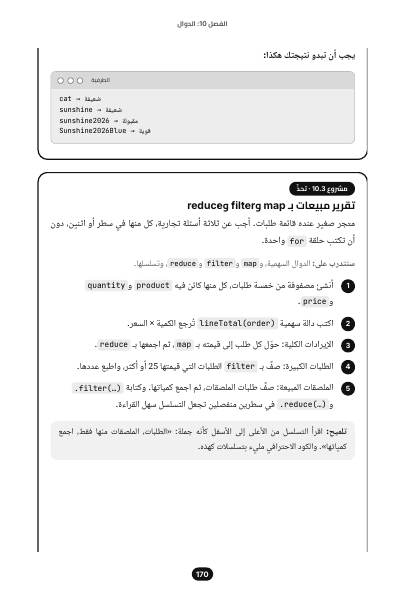 الفصل 10: الدوال
يجب أن تبدو نتيجتك هكذا:
الطرفية
cat → ضعيفة
sunshine → ضعيفة
sunshine2026 → مقبولة
Sunshine2026Blue → قوية
مشروع 10.3 · تحدٍّ
تقرير مبيعات بـ map وfilter وreduce
متجر صغير عنده قائمة طلبات. أجب عن ثلاثة أسئلة تجارية، كل منها في سطر أو اثنين، دون
أن تكتب حلقة for واحدة.
ستتدرب على: الدوال السهمية، و map و filter و reduce ، وتسلسلها.
1 أنشئ مصفوفة من خمسة طلبات، كل منها كائن فيه product و quantity
و price .
2 اكتب دالة سهمية lineTotal(order) تُرجع الكمية × السعر.
3 الإيرادات الكلية: حوّل كل طلب إلى قيمته بـ map ، ثم اجمعها بـ reduce .
4 الطلبات الكبيرة: صفِّ بـ filter الطلبات التي قيمتها 25 أو أكثر، واطبع عددها.
5 الملصقات المبيعة: صفِّ طلبات الملصقات، ثم اجمع كمياتها. وكتابة .filter(…)
و .reduce(…) في سطرين منفصلين تجعل التسلسل سهل القراءة.
تلميح: اقرأ التسلسل من الأعلى إلى الأسفل كأنه جملة: «الطلبات، الملصقات منها فقط، اجمع
كمياتها». والكود الاحترافي مليء بتسلسلات كهذه.
170